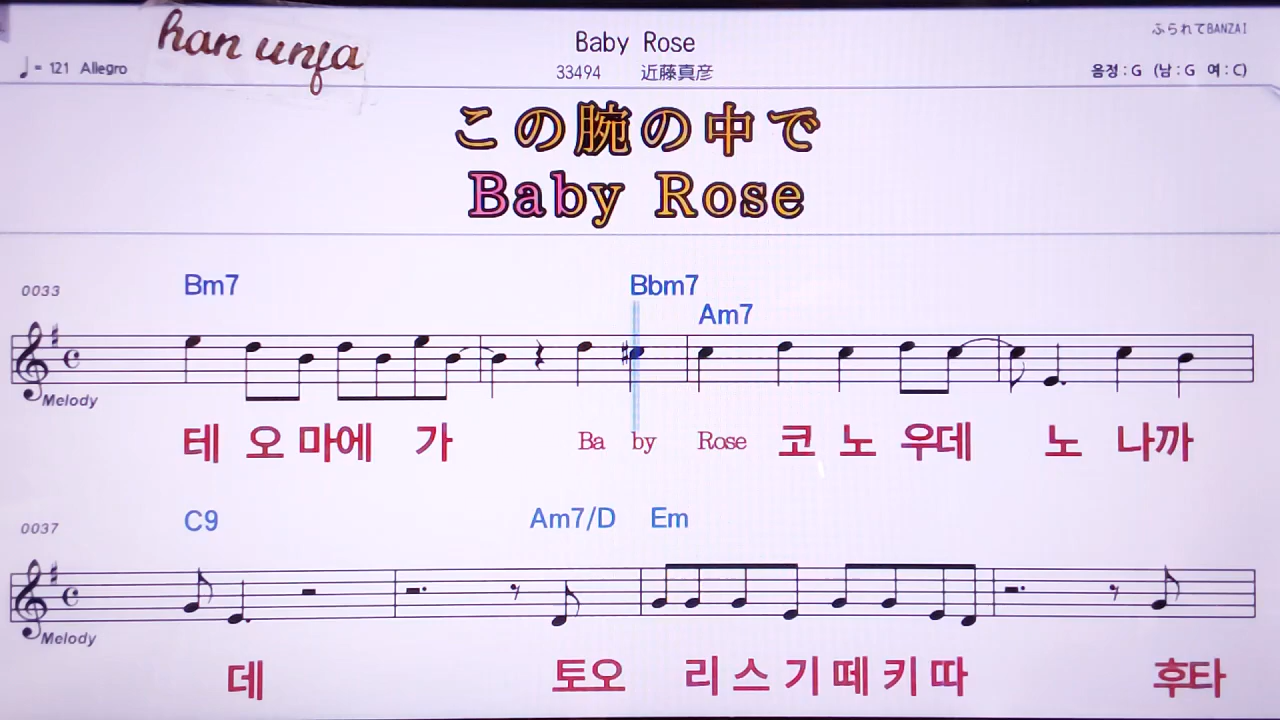 han unfa
Baby Rose
ふられてBANZAI
♩= 121 Allegro
33494 近藤真彦
음정 : G (남 : G 여 : C)
この腕の中で
Baby Rose
0033
Bm7 Bbm7
Am7
Melody
테 오 마에 가 Ba by Rose 코 노 우데 노 나까
0037
C9 Am7/D Em
Melody
데 토오 리 스 기 떼 키 따 후타